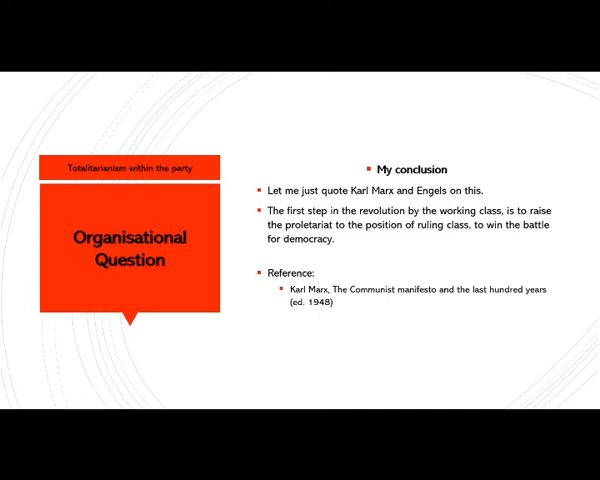 Totalitarianism within the party
Organisational
Question
My conclusion
Let me just quote Karl Marx and Engels on this.
The first step in the revolution by the working class, is to raise
the proletariat to the position of ruling class, to win the battle
for democracy.
Reference:
Karl Marx, The Communist manifesto and the last hundred years
(ed. 1948)